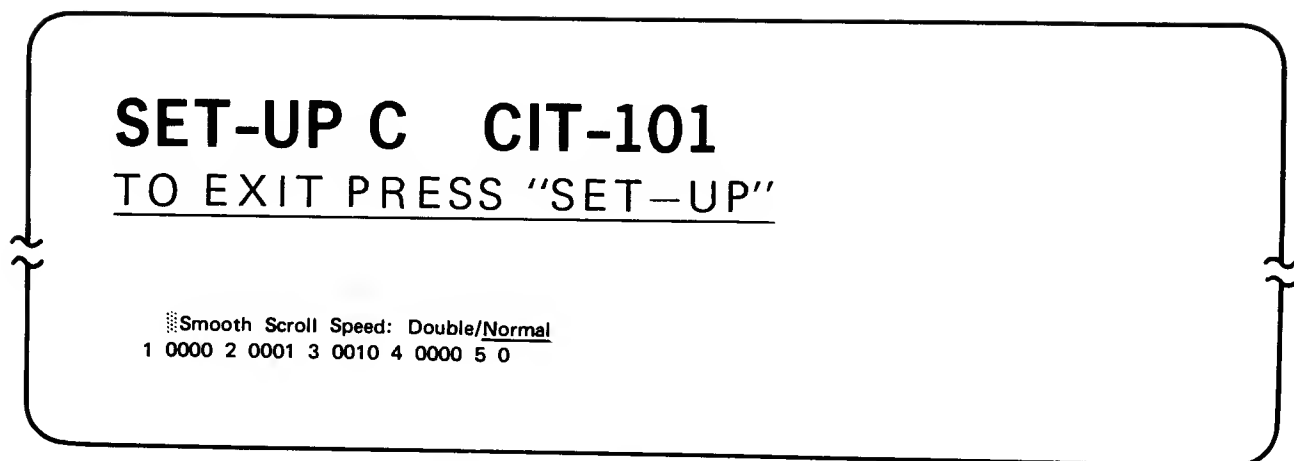 SET-UP C CIT-101
TO EXIT PRESS "SET-UP"
Smooth Scroll Speed: Double/Normal
1 0000 2 0001 3 0010 4 0000 5 0